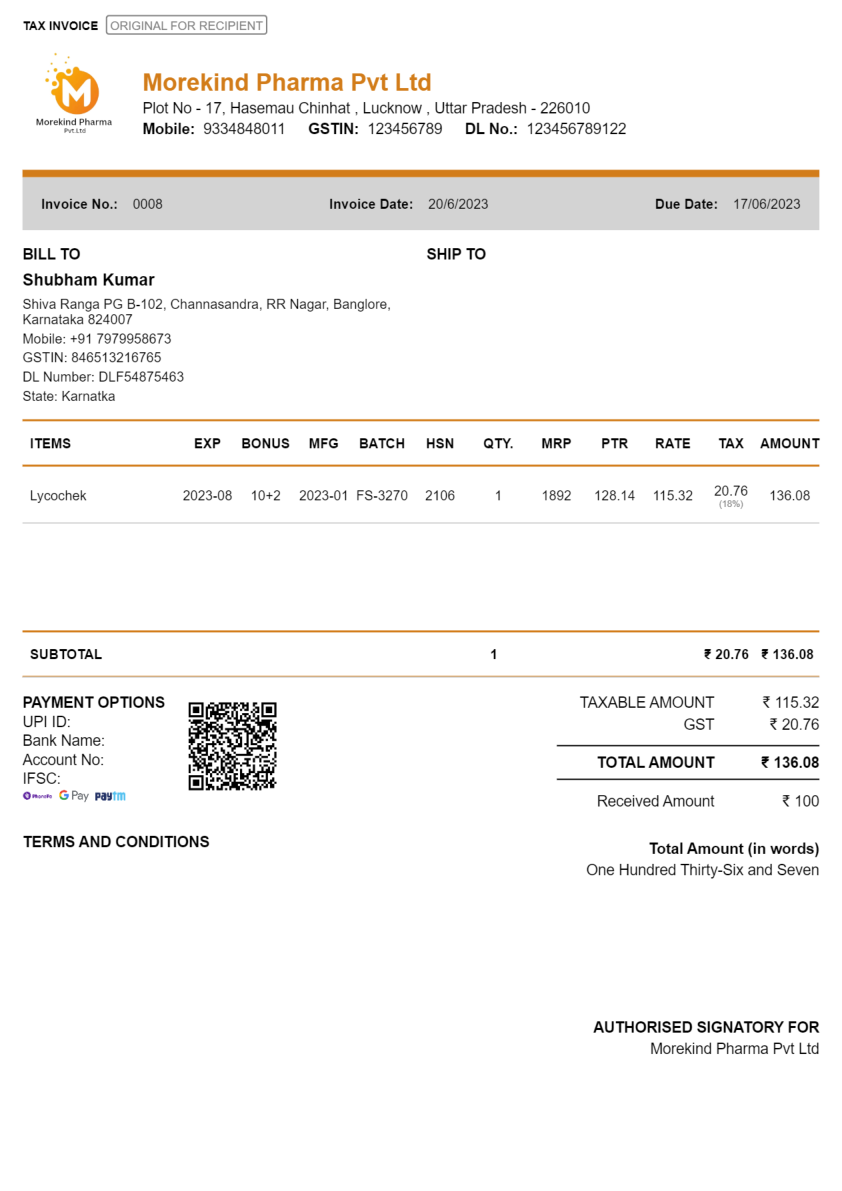 TAX INVOICE ORIGINAL FOR RECIPIENT
Morekind Pharma
Pvt.Ltd
Morekind Pharma Pvt Ltd
Plot No - 17, Hasemau Chinhat , Lucknow , Uttar Pradesh - 226010
Mobile: 9334848011 GSTIN: 123456789 DL No.: 123456789122
Invoice No.: 0008 Invoice Date: 20/6/2023 Due Date: 17/06/2023
BILL TO SHIP TO
Shubham Kumar
Shiva Ranga PG B-102, Channasandra, RR Nagar, Banglore,
Karnataka 824007
Mobile: +91 7979958673
GSTIN: 846513216765
DL Number: DLF54875463
State: Karnatka
ITEMS EXP BONUS MFG BATCH HSN QTY. MRP PTR RATE TAX AMOUNT
Lycochek 2023-08 10+2 2023-01 FS-3270 2106 1 1892 128.14 115.32 20.76 136.08
(18%)
SUBTOTAL 1 ₹ 20.76 ₹ 136.08
PAYMENT OPTIONS
UPI ID:
Bank Name:
Account No:
IFSC:
PhonePe G Pay paytm
TAXABLE AMOUNT ₹ 115.32
GST ₹ 20.76
TOTAL AMOUNT ₹ 136.08
Received Amount ₹ 100
TERMS AND CONDITIONS
Total Amount (in words)
One Hundred Thirty-Six and Seven
AUTHORISED SIGNATORY FOR
Morekind Pharma Pvt Ltd